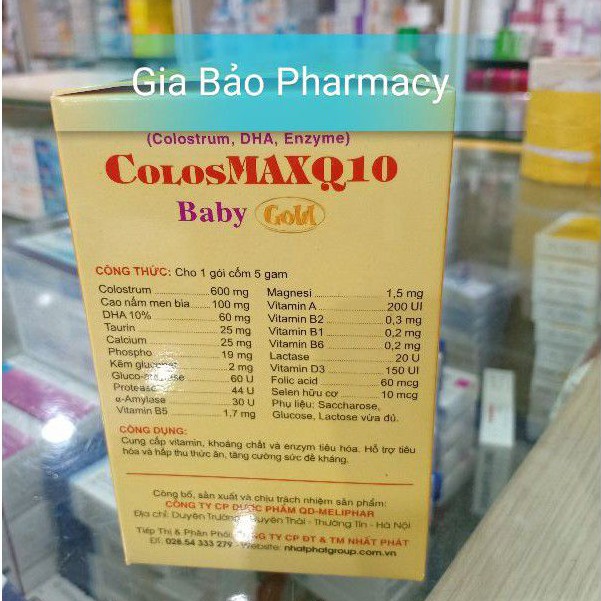 Gia Bảo Pharmacy
(Colostrum, DHA, Enzyme)
COLOSMAXQ10
Baby Gold
CÔNG THỨC: Cho 1 gói cốm 5 gam
Colostrum 600 mg
Cao nấm men bia 100 mg
DHA 10% 60 mg
Taurin 25 mg
Calcium 25 mg
Phospho 19 mg
Kẽm gluconat 2 mg
Gluco-amylase 60 U
Protease 44 U
α-Amylase 30 U
Vitamin B5 1,7 mg
Magnesi 1,5 mg
Vitamin A 200 UI
Vitamin B2 0,3 mg
Vitamin B1 0,2 mg
Vitamin B6 0,2 mg
Lactase 20 U
Vitamin D3 150 UI
Folic acid 60 mcg
Selen hữu cơ 10 mcg
Phụ liệu: Saccharose,
Glucose, Lactose vừa đủ.
CÔNG DỤNG:
Cung cấp vitamin, khoáng chất và enzym tiêu hóa. Hỗ trợ tiêu
hóa và hấp thu thức ăn, tăng cường sức đề kháng.
Công bố, sản xuất và chịu trách nhiệm sản phẩm:
CÔNG TY CP DƯỢC PHẨM QD-MELIPHAR
Địa chỉ: Duyên Trường - Duyên Thái - Thường Tín - Hà Nội
Tiếp Thị & Phân Phối: CÔNG TY CP ĐT & TM NHẤT PHÁT
ĐT: 028.54 333 279 - Website: nhatphatgroup.com.vn